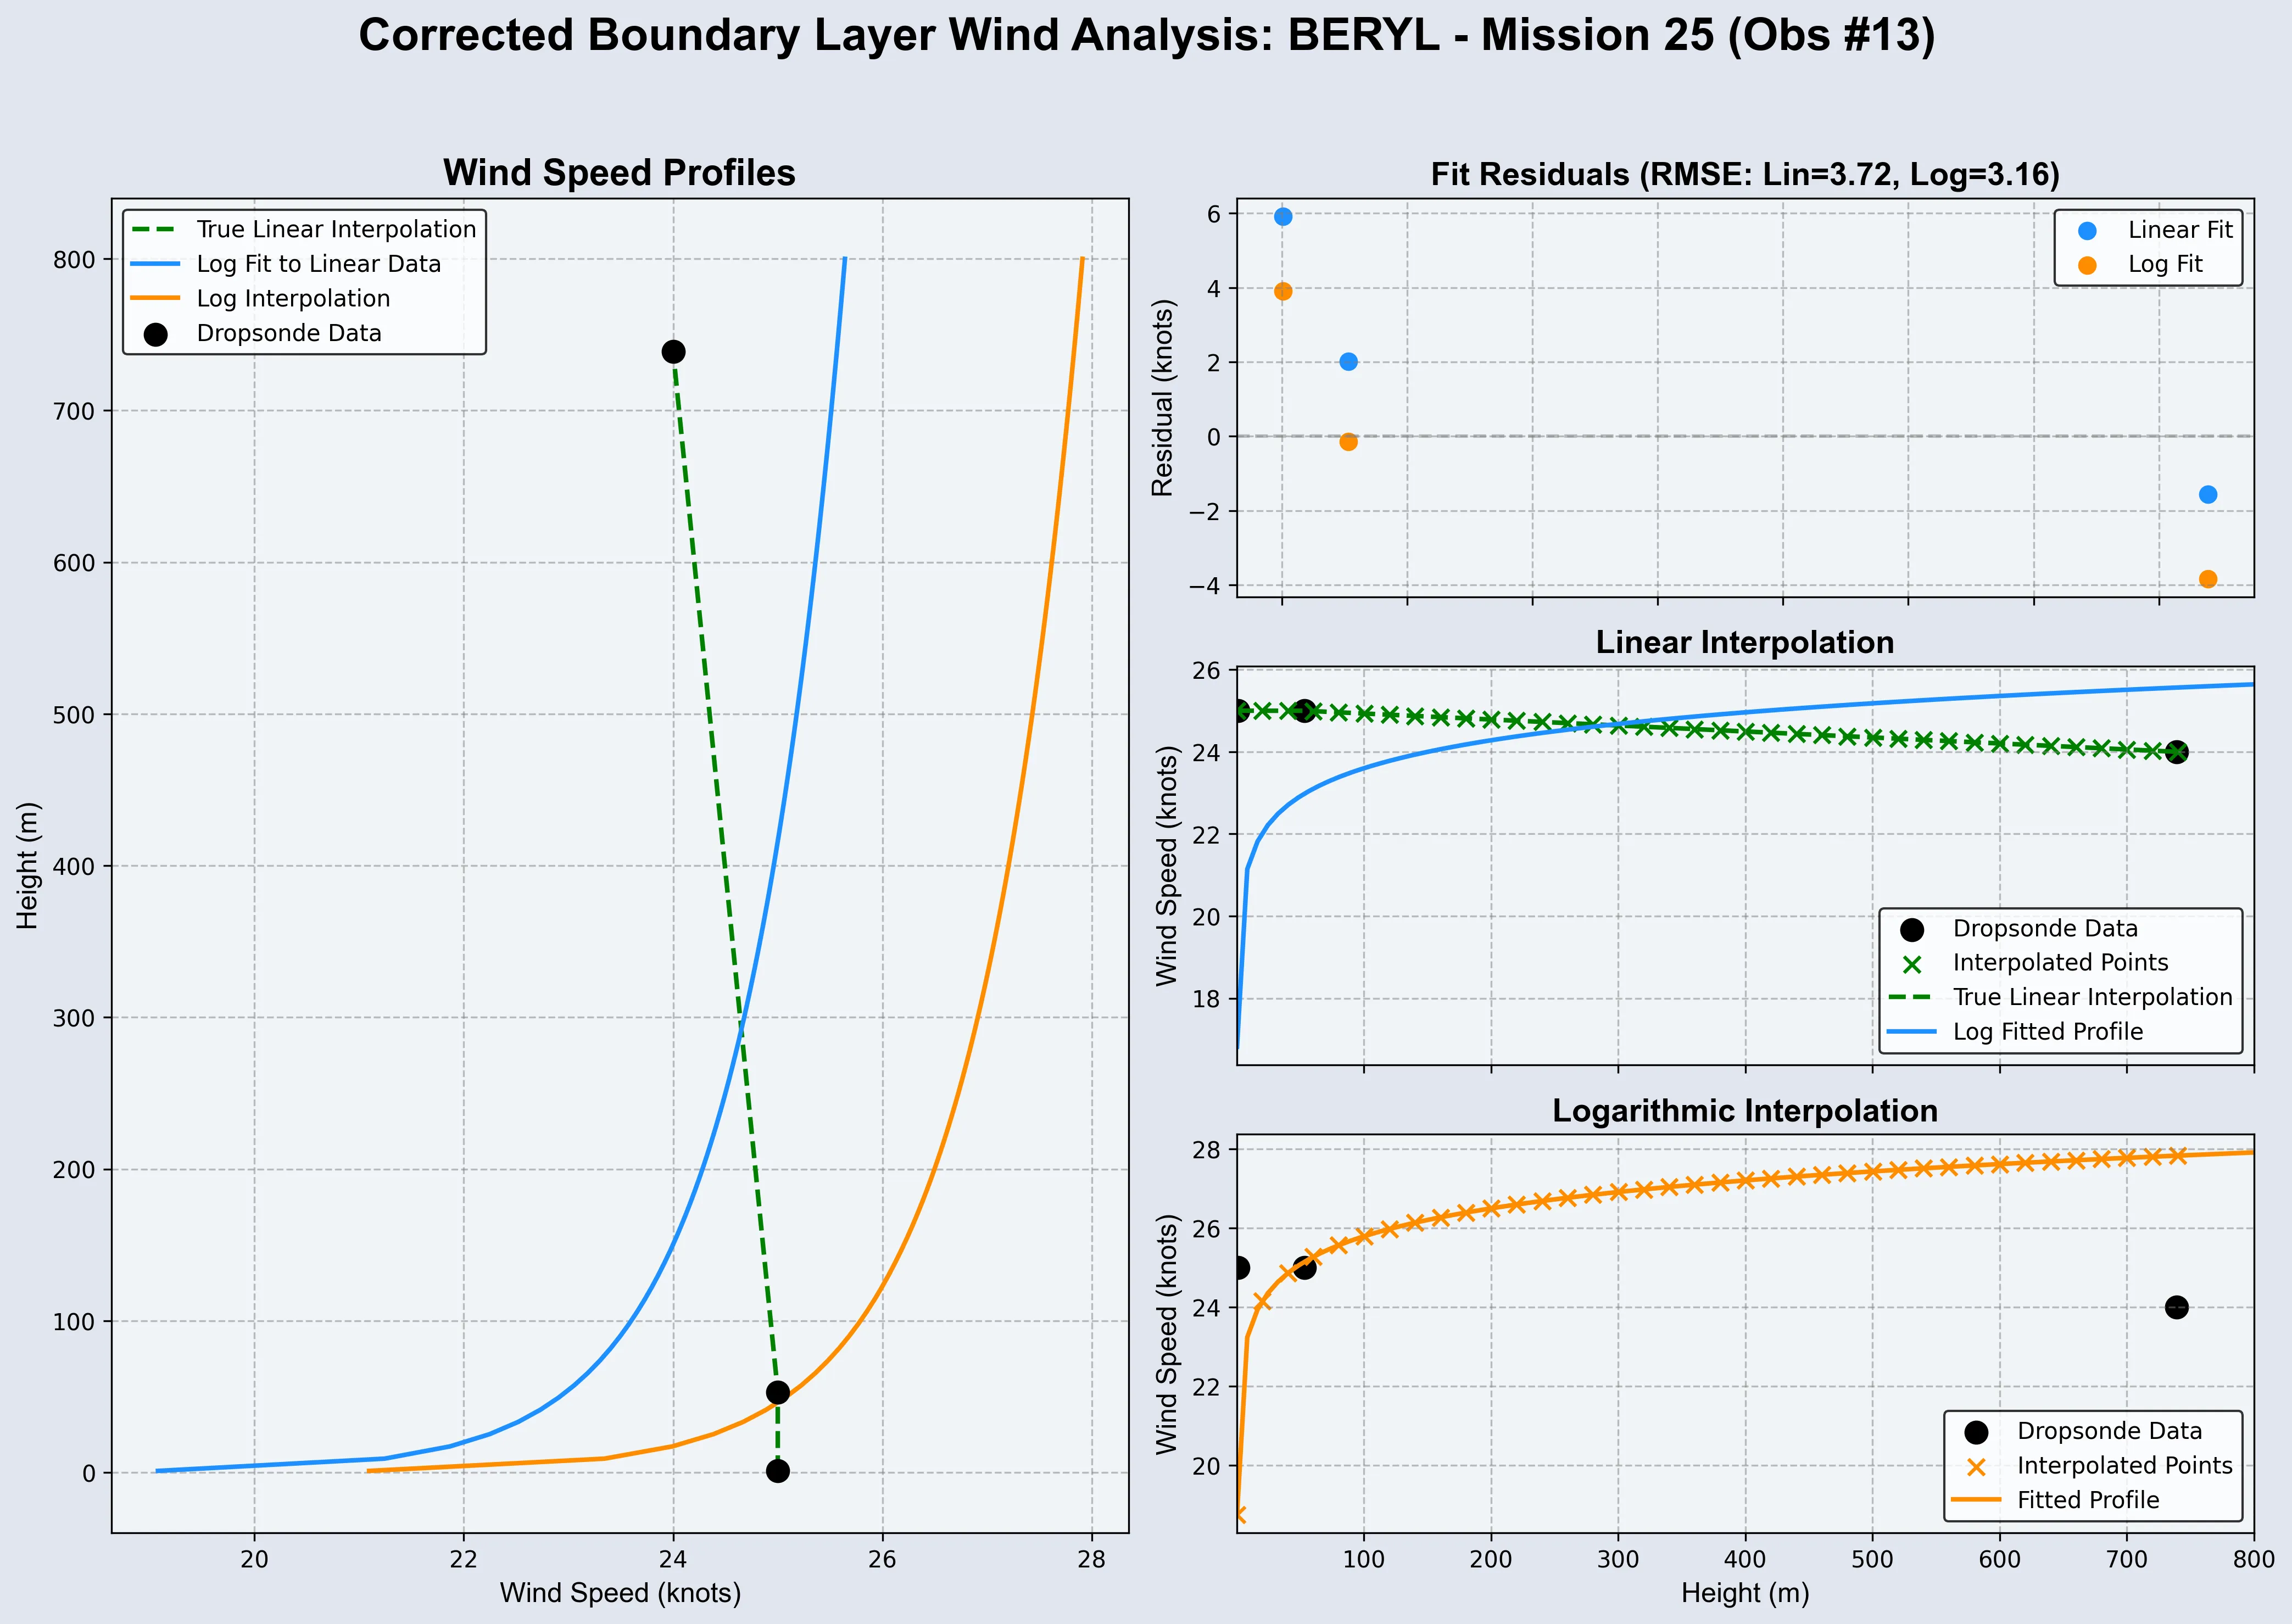 Corrected Boundary Layer Wind Analysis: BERYL - Mission 25 (Obs #13)
Wind Speed Profiles
True Linear Interpolation
Log Fit to Linear Data
Log Interpolation
Dropsonde Data
800
700
600
500
400
300
200
100
0
Height (m)
20 22 24 26 28
Wind Speed (knots)
Fit Residuals (RMSE: Lin=3.72, Log=3.16)
Linear Fit
Log Fit
6
4
2
0
−2
−4
Residual (knots)
Linear Interpolation
26
24
22
20
18
Wind Speed (knots)
Dropsonde Data
Interpolated Points
True Linear Interpolation
Log Fitted Profile
Logarithmic Interpolation
28
26
24
22
20
Wind Speed (knots)
Dropsonde Data
Interpolated Points
Fitted Profile
100 200 300 400 500 600 700 800
Height (m)